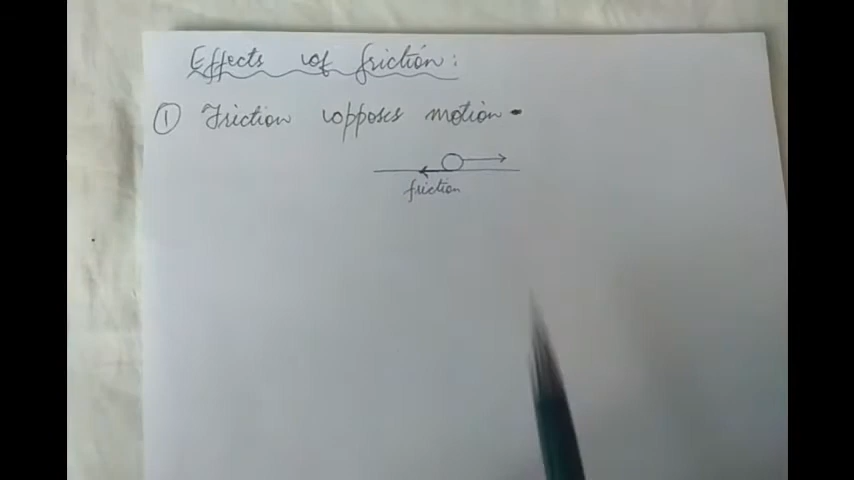 Effects of friction:
① Friction opposes motion.
friction